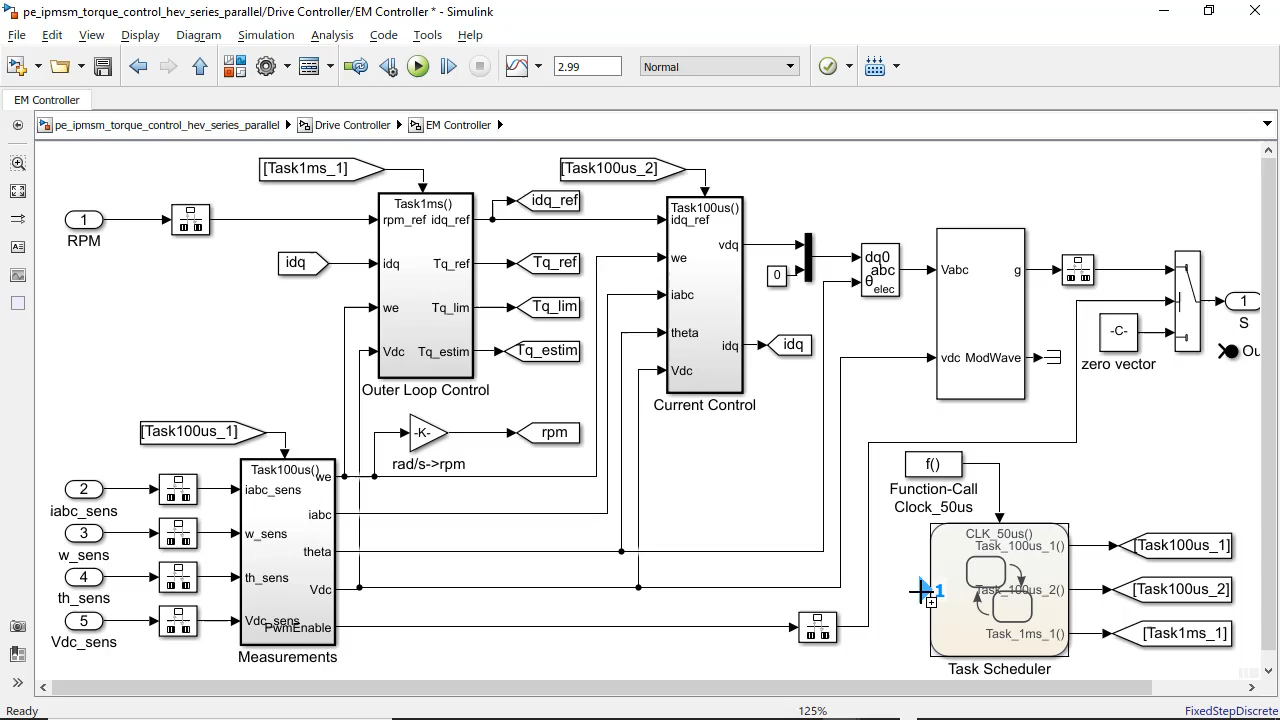 pe_ipmsm_torque_control_hev_series_parallel/Drive Controller/EM Controller * - Simulink
File Edit View Display Diagram Simulation Analysis Code Tools Help
2.99
Normal
EM Controller
pe_ipmsm_torque_control_hev_series_parallel Drive Controller EM Controller
[Task1ms_1]
[Task100us_2]
1
RPM
Task1ms()
rpm_ref idq_ref
idq Tq_ref
we Tq_lim
Vdc Tq_estim
Outer Loop Control
idq
idq_ref
Tq_ref
Tq_lim
Tq_estim
Task100us()
idq_ref
vdq
we
iabc
theta
idq
Vdc
Current Control
0
idq
dq0
abc
θ
elec
Vabc g
vdc ModWave
-C-
zero vector
1
S
Ou
[Task100us_1]
-K-
rad/s->rpm
rpm
2
iabc_sens
3
w_sens
4
th_sens
5
Vdc_sens
Task100us()
we
iabc_sens
iabc
w_sens
theta
th_sens
Vdc
Vdc_sens
PwmEnable
Measurements
f()
Function-Call
Clock_50us
CLK_50us()
Task_100us_1()
Task_100us_2()
Task_1ms_1()
1
Task Scheduler
[Task100us_1]
[Task100us_2]
[Task1ms_1]
Ready
125%
FixedStepDiscrete